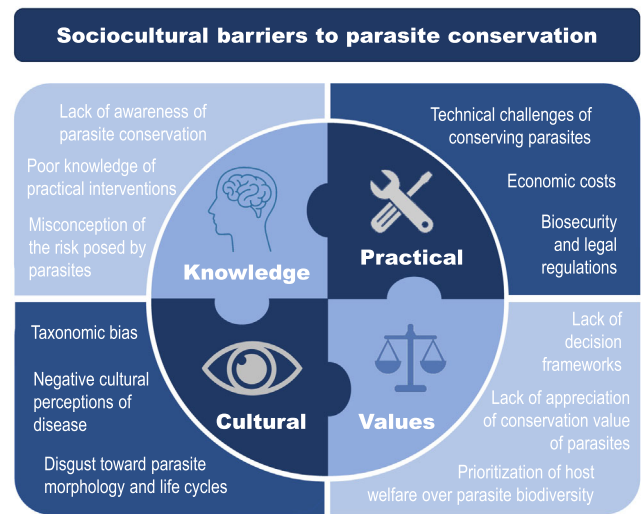 Sociocultural barriers to parasite conservation
Lack of awareness of
parasite conservation
Poor knowledge of
practical interventions
Misconception of
the risk posed by
parasites
Knowledge
Technical challenges of
conserving parasites
Economic costs
Biosecurity
and legal
regulations
Practical
Taxonomic bias
Negative cultural
perceptions of
disease
Disgust toward parasite
morphology and life cycles
Cultural
Lack of
decision
frameworks
Lack of appreciation
of conservation value
of parasites
Prioritization of host
welfare over parasite biodiversity
Values